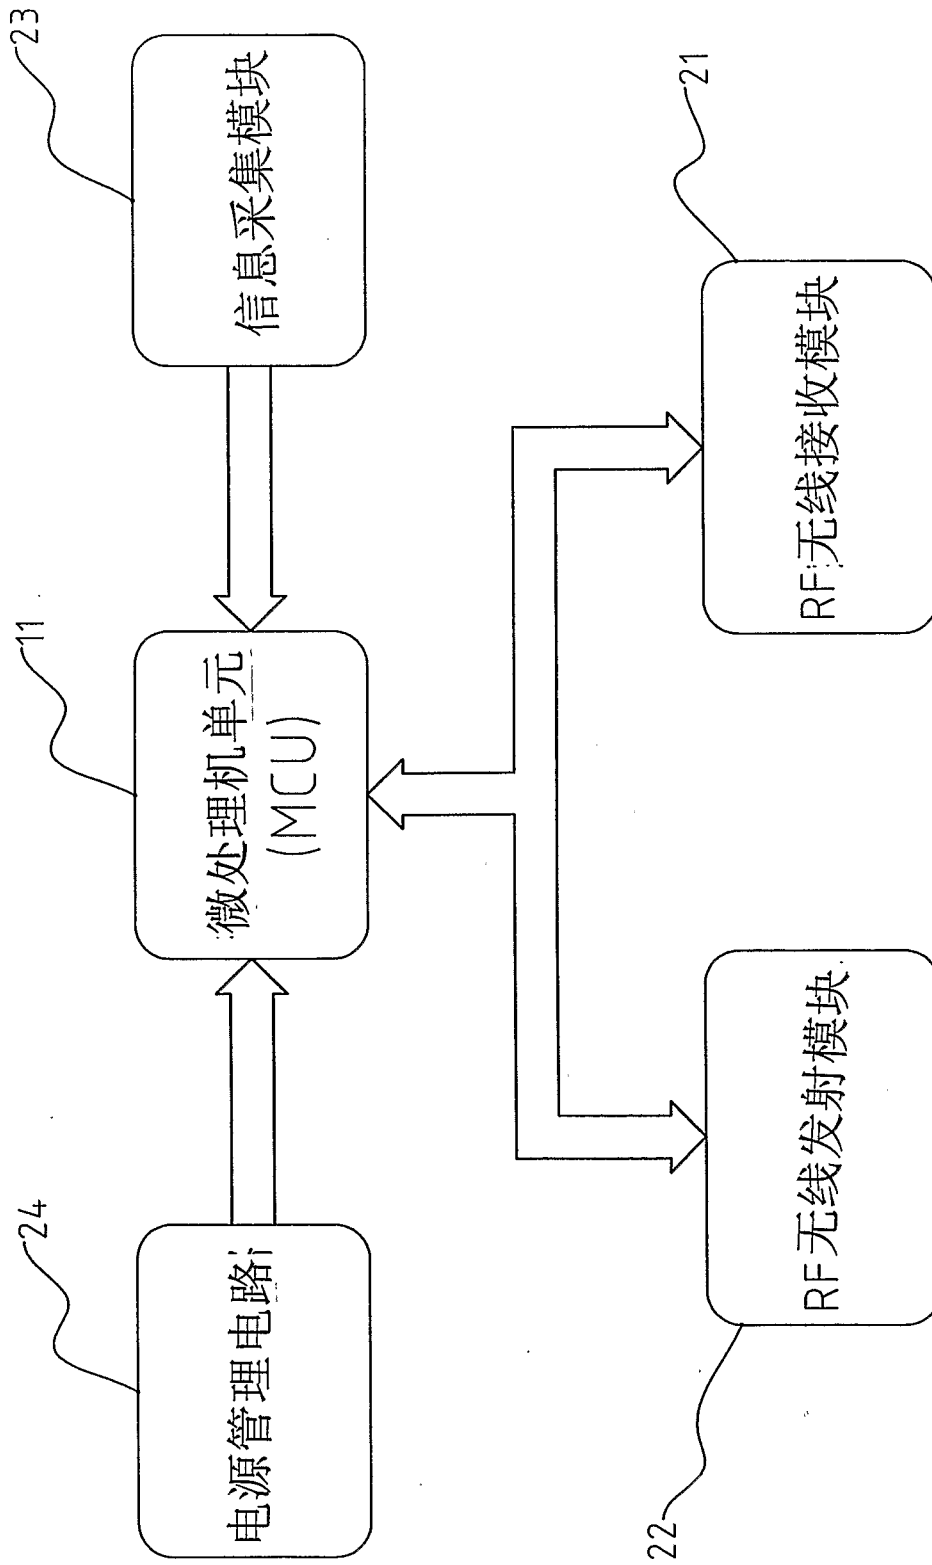 24
电源管理电路
11
微处理机单元
(MCU)
23
信息采集模块
22
RF无线发射模块
21
RF无线接收模块